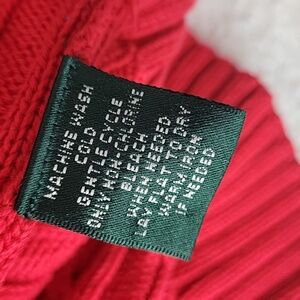 MACHINE WASH
COLD
GENTLE CYCLE
ONLY NON-CHLORINE
BLEACH
WHEN NEEDED
LAY FLAT TO DRY
WARM IRON
IF NEEDED